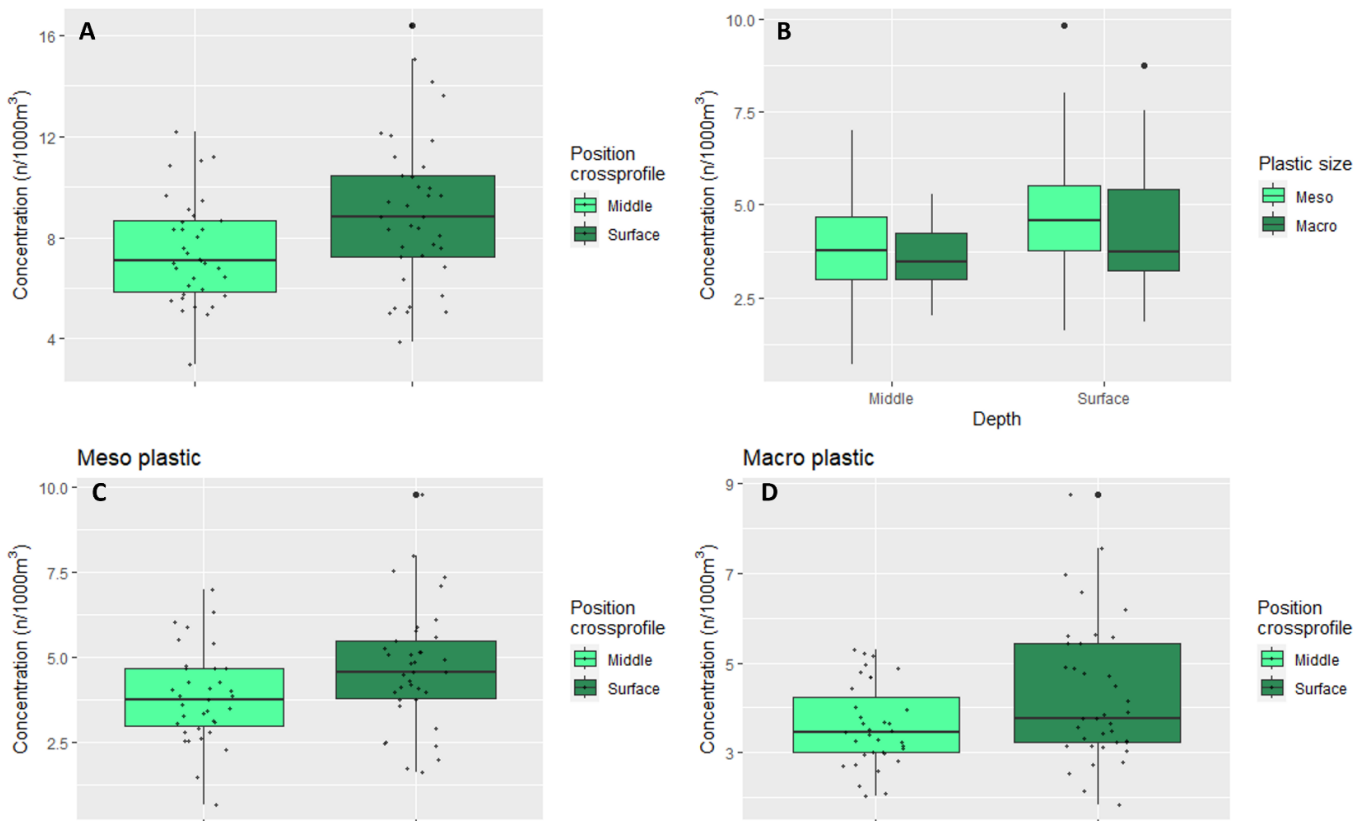 A
Concentration (n/1000m³)
16
12
8
4
Position
crossprofile
Middle
Surface
B
Concentration (n/1000m³)
10.0
7.5
5.0
2.5
Middle
Surface
Depth
Plastic size
Meso
Macro
Meso plastic
C
Concentration (n/1000m³)
10.0
7.5
5.0
2.5
Position
crossprofile
Middle
Surface
Macro plastic
D
Concentration (n/1000m³)
9
7
5
3
Position
crossprofile
Middle
Surface